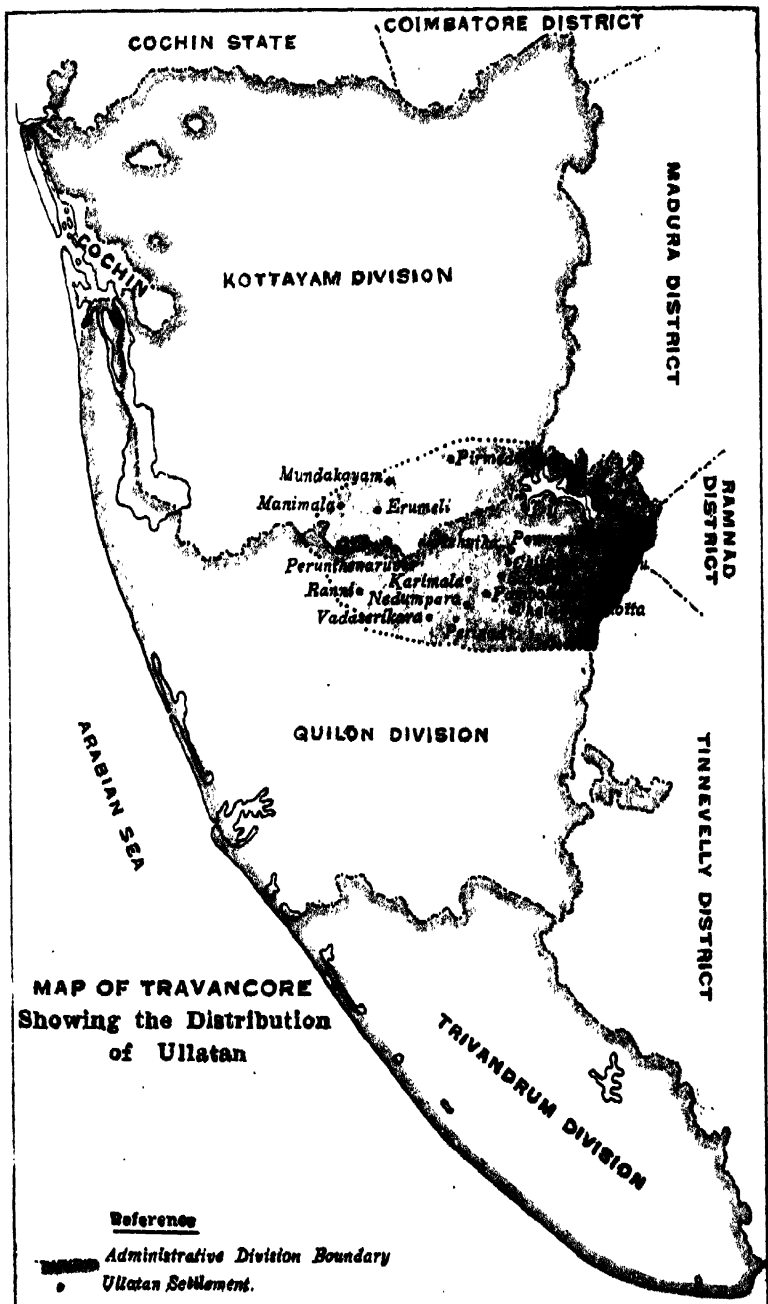 COCHIN STATE
COIMBATORE DISTRICT
MADURA DISTRICT
COCHIN
KOTTAYAM DIVISION
Mundakayam
Manimala
Erumeli
RAMNAD
DISTRICT
Ranni
Karimala
Nedumpara
Vadaserikara
QUILON DIVISION
ARABIAN SEA
TINNEVELLY DISTRICT
MAP OF TRAVANCORE
Showing the Distribution
of Ullatan
TRIVANDRUM DIVISION
Reference
Administrative Division Boundary
Ullatan Settlement.